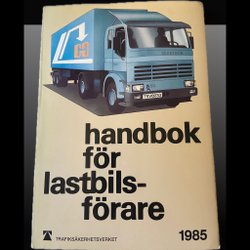 handbok
för
lastbils-
förare
TRAFIKSÄKERHETSVERKET
1985